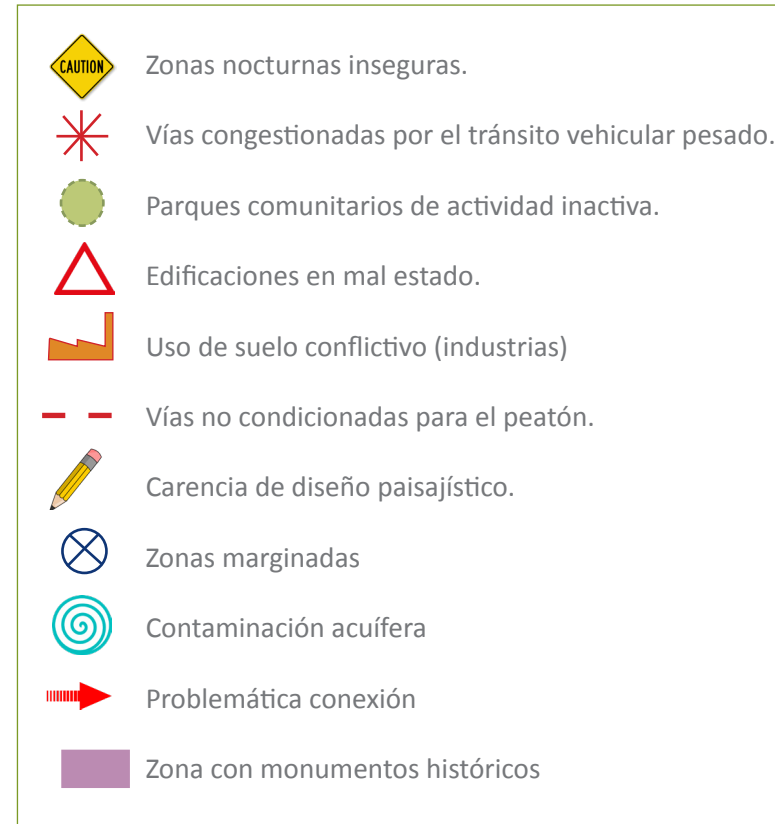 CAUTION
Zonas nocturnas inseguras.
Vías congestionadas por el tránsito vehicular pesado.
Parques comunitarios de actividad inactiva.
Edificaciones en mal estado.
Uso de suelo conflictivo (industrias)
Vías no condicionadas para el peatón.
Carencia de diseño paisajístico.
Zonas marginadas
Contaminación acuífera
Problemática conexión
Zona con monumentos históricos